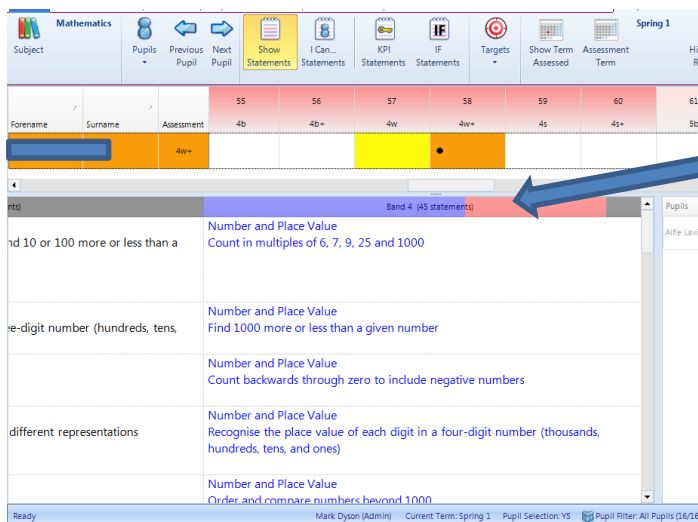 Mathematics
Spring 1
Subject
Pupils
Previous Pupil
Next Pupil
Show Statements
I Can... Statements
KPI Statements
IF Statements
Targets
Show Term Assessed
Assessment Term
Hi
R
55 56 57 58 59 60 61
Forename Surname Assessment 4b 4b+ 4w 4w+ 4s 4s+ 5b
4w+
nts) Band 4 (45 statements) Pupils
Number and Place Value
nd 10 or 100 more or less than a
Count in multiples of 6, 7, 9, 25 and 1000
Alfie Lavi
Number and Place Value
ee-digit number (hundreds, tens,
Find 1000 more or less than a given number
Number and Place Value
Count backwards through zero to include negative numbers
Number and Place Value
different representations
Recognise the place value of each digit in a four-digit number (thousands,
hundreds, tens, and ones)
Number and Place Value
Order and compare numbers beyond 1000
Ready Mark Dyson (Admin) Current Term: Spring 1 Pupil Selection: Y5 Pupil Filter: All Pupils (16/16